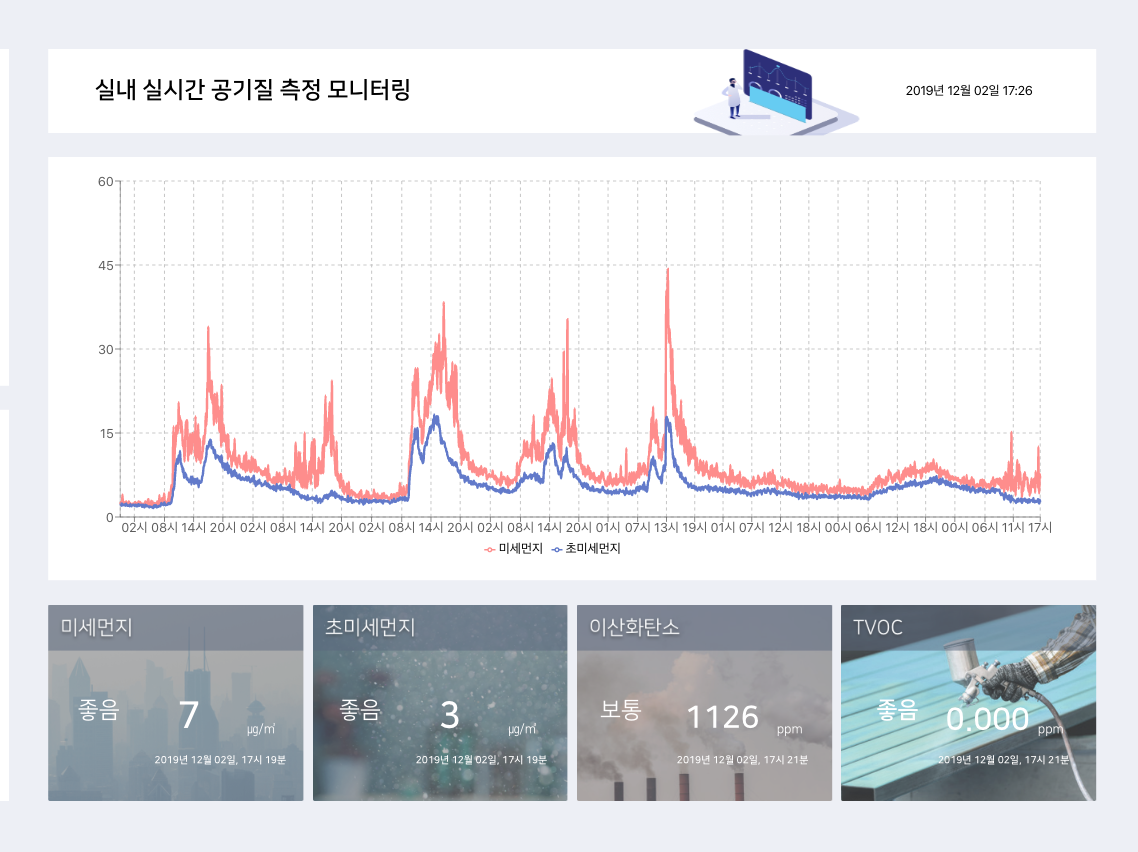 실내 실시간 공기질 측정 모니터링
2019년 12월 02일 17:26
60
45
30
15
0
02시 08시 14시 20시 02시 08시 14시 20시 02시 08시 14시 20시 02시 08시 14시 20시 01시 07시 13시 19시 01시 07시 12시 18시 00시 06시 12시 18시 00시 06시 11시 17시
미세먼지 초미세먼지
미세먼지
좋음 7 μg/㎥
2019년 12월 02일, 17시 19분
초미세먼지
좋음 3 μg/㎥
2019년 12월 02일, 17시 19분
이산화탄소
보통 1126 ppm
2019년 12월 02일, 17시 21분
TVOC
좋음 0.000 ppm
2019년 12월 02일, 17시 21분